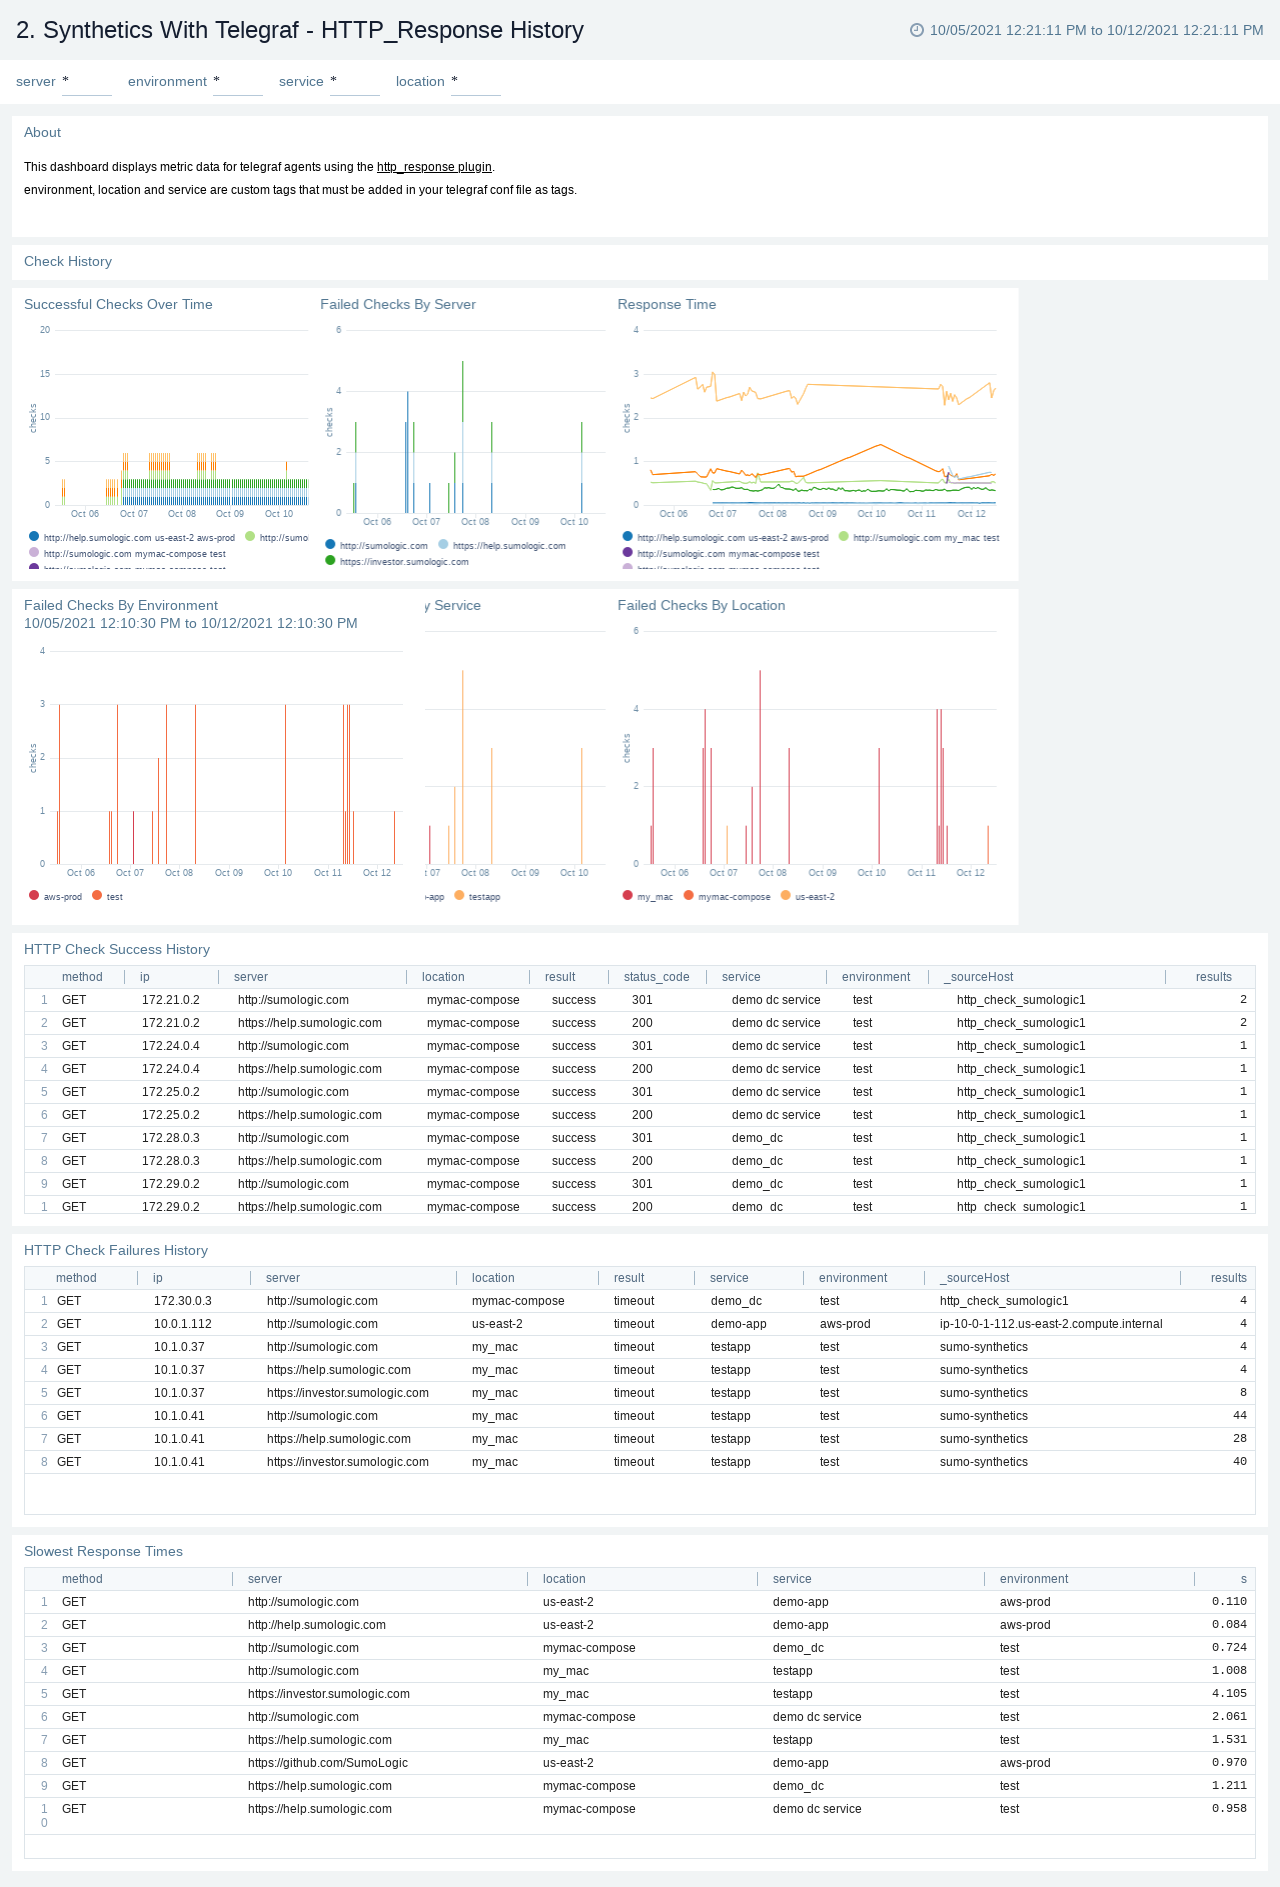 2. Synthetics With Telegraf - HTTP_Response History
10/05/2021 12:21:11 PM to 10/12/2021 12:21:11 PM
server * environment * service * location *
About
This dashboard displays metric data for telegraf agents using the http_response plugin.
environment, location and service are custom tags that must be added in your telegraf conf file as tags.
Check History
Successful Checks Over Time
20
15
10
5
0
checks
Oct 06 Oct 07 Oct 08 Oct 09 Oct 10
http://help.sumologic.com us-east-2 aws-prod http://sumol
http://sumologic.com mymac-compose test
http://sumologic.com mymac-compose test
Failed Checks By Server
6
4
2
0
checks
Oct 06 Oct 07 Oct 08 Oct 09 Oct 10
http://sumologic.com https://help.sumologic.com
https://investor.sumologic.com
Response Time
4
3
2
1
0
checks
Oct 06 Oct 07 Oct 08 Oct 09 Oct 10 Oct 11 Oct 12
http://help.sumologic.com us-east-2 aws-prod http://sumologic.com my_mac test
http://sumologic.com mymac-compose test
http://sumologic.com mymac-compose test
Failed Checks By Environment
10/05/2021 12:10:30 PM to 10/12/2021 12:10:30 PM
4
3
2
1
0
checks
Oct 06 Oct 07 Oct 08 Oct 09 Oct 10 Oct 11 Oct 12
aws-prod test
y Service
07 Oct 08 Oct 09 Oct 10
-app testapp
Failed Checks By Location
6
4
2
0
checks
Oct 06 Oct 07 Oct 08 Oct 09 Oct 10 Oct 11 Oct 12
my_mac mymac-compose us-east-2
HTTP Check Success History
method ip server location result status_code service environment _sourceHost results
1 GET 172.21.0.2 http://sumologic.com mymac-compose success 301 demo dc service test http_check_sumologic1 2
2 GET 172.21.0.2 https://help.sumologic.com mymac-compose success 200 demo dc service test http_check_sumologic1 2
3 GET 172.24.0.4 http://sumologic.com mymac-compose success 301 demo dc service test http_check_sumologic1 1
4 GET 172.24.0.4 https://help.sumologic.com mymac-compose success 200 demo dc service test http_check_sumologic1 1
5 GET 172.25.0.2 http://sumologic.com mymac-compose success 301 demo dc service test http_check_sumologic1 1
6 GET 172.25.0.2 https://help.sumologic.com mymac-compose success 200 demo dc service test http_check_sumologic1 1
7 GET 172.28.0.3 http://sumologic.com mymac-compose success 301 demo_dc test http_check_sumologic1 1
8 GET 172.28.0.3 https://help.sumologic.com mymac-compose success 200 demo_dc test http_check_sumologic1 1
9 GET 172.29.0.2 http://sumologic.com mymac-compose success 301 demo_dc test http_check_sumologic1 1
1 GET 172.29.0.2 https://help.sumologic.com mymac-compose success 200 demo_dc test http_check_sumologic1 1
HTTP Check Failures History
method ip server location result service environment _sourceHost results
1 GET 172.30.0.3 http://sumologic.com mymac-compose timeout demo_dc test http_check_sumologic1 4
2 GET 10.0.1.112 http://sumologic.com us-east-2 timeout demo-app aws-prod ip-10-0-1-112.us-east-2.compute.internal 4
3 GET 10.1.0.37 http://sumologic.com my_mac timeout testapp test sumo-synthetics 4
4 GET 10.1.0.37 https://help.sumologic.com my_mac timeout testapp test sumo-synthetics 4
5 GET 10.1.0.37 https://investor.sumologic.com my_mac timeout testapp test sumo-synthetics 8
6 GET 10.1.0.41 http://sumologic.com my_mac timeout testapp test sumo-synthetics 44
7 GET 10.1.0.41 https://help.sumologic.com my_mac timeout testapp test sumo-synthetics 28
8 GET 10.1.0.41 https://investor.sumologic.com my_mac timeout testapp test sumo-synthetics 40
Slowest Response Times
method server location service environment s
1 GET http://sumologic.com us-east-2 demo-app aws-prod 0.110
2 GET http://help.sumologic.com us-east-2 demo-app aws-prod 0.084
3 GET http://sumologic.com mymac-compose demo_dc test 0.724
4 GET http://sumologic.com my_mac testapp test 1.008
5 GET https://investor.sumologic.com my_mac testapp test 4.105
6 GET http://sumologic.com mymac-compose demo dc service test 2.061
7 GET https://help.sumologic.com my_mac testapp test 1.531
8 GET https://github.com/SumoLogic us-east-2 demo-app aws-prod 0.970
9 GET https://help.sumologic.com mymac-compose demo_dc test 1.211
10 GET https://help.sumologic.com mymac-compose demo dc service test 0.958